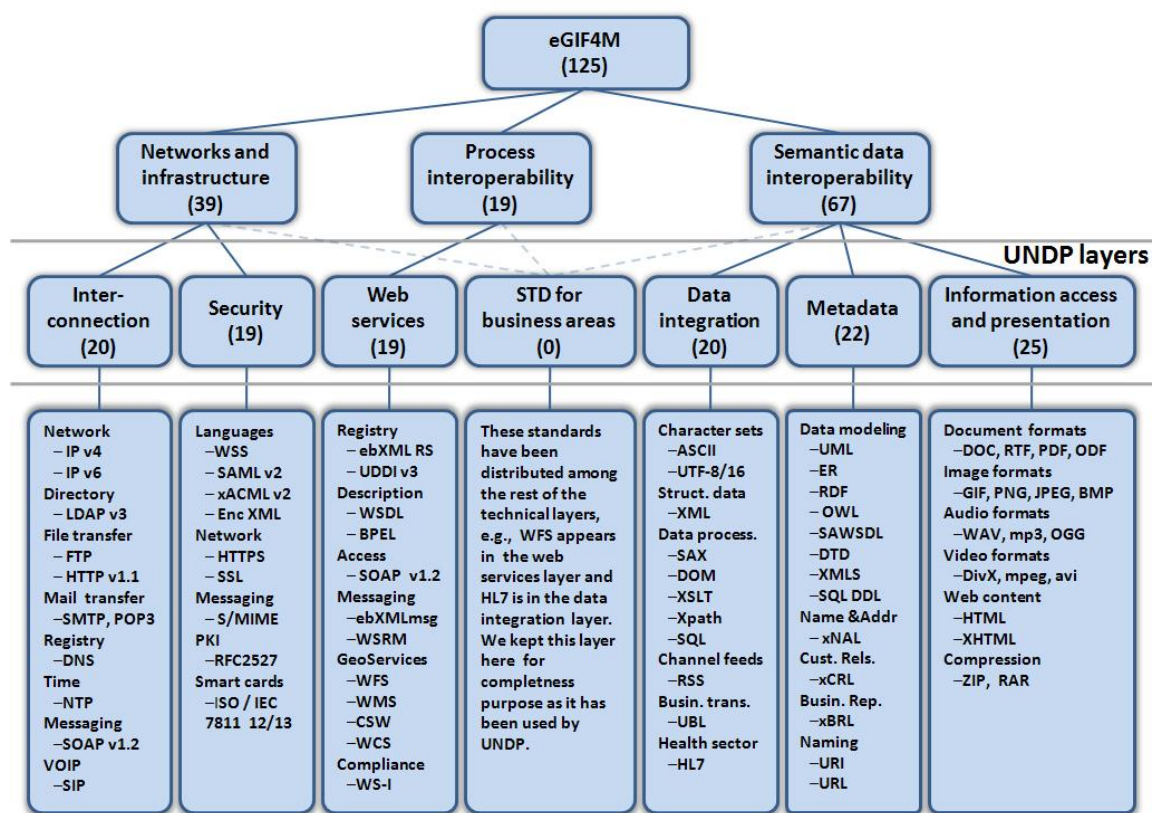 eGIF4M
(125)
Networks and
infrastructure
(39)
Process
interoperability
(19)
Semantic data
interoperability
(67)
UNDP layers
Inter-
connection
(20)
Security
(19)
Web
services
(19)
STD for
business areas
(0)
Data
integration
(20)
Metadata
(22)
Information access
and presentation
(25)
Network
–IP v4
–IP v6
Directory
–LDAP v3
File transfer
–FTP
–HTTP v1.1
Mail transfer
–SMTP, POP3
Registry
–DNS
Time
–NTP
Messaging
–SOAP v1.2
VOIP
–SIP
Languages
–WSS
–SAML v2
–xACML v2
–Enc XML
Network
–HTTPS
–SSL
Messaging
–S/MIME
PKI
–RFC2527
Smart cards
–ISO / IEC
7811 12/13
Registry
–ebXML RS
–UDDI v3
Description
–WSDL
–BPEL
Access
–SOAP v1.2
Messaging
–ebXMLmsg
–WSRM
GeoServices
–WFS
–WMS
–CSW
–WCS
Compliance
–WS-I
These standards
have been
distributed among
the rest of the
technical layers,
e.g., WFS appears
in the web
services layer and
HL7 is in the data
integration layer.
We kept this layer
here for
completness
purpose as it has
been used by
UNDP.
Character sets
–ASCII
–UTF-8/16
Struct. data
–XML
Data process.
–SAX
–DOM
–XSLT
–Xpath
–SQL
Channel feeds
–RSS
Busin. trans.
–UBL
Health sector
–HL7
Data modeling
–UML
–ER
–RDF
–OWL
–SAWSDL
–DTD
–XMLS
–SQL DDL
Name &Addr
–xNAL
Cust. Rels.
–xCRL
Busin. Rep.
–xBRL
Naming
–URI
–URL
Document formats
–DOC, RTF, PDF, ODF
Image formats
–GIF, PNG, JPEG, BMP
Audio formats
–WAV, mp3, OGG
Video formats
–DivX, mpeg, avi
Web content
–HTML
–XHTML
Compression
–ZIP, RAR